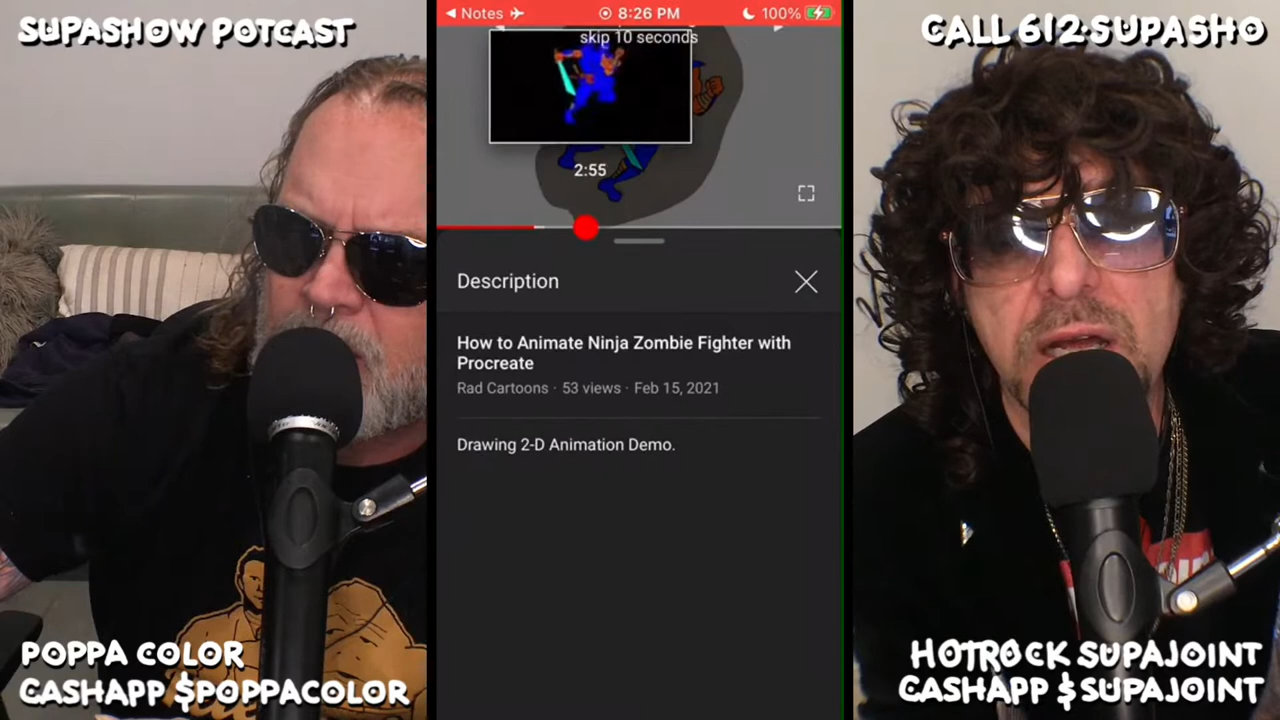 SUPASHOW POTCAST
CALL 612-SUPASHO
Notes
8:26 PM
100%
skip 10 seconds
2:55
Description
How to Animate Ninja Zombie Fighter with
Procreate
Rad Cartoons · 53 views · Feb 15, 2021
Drawing 2-D Animation Demo.
POPPA COLOR
CASHAPP $POPPACOLOR
HOTROCK SUPAJOINT
CASHAPP $SUPAJOINT